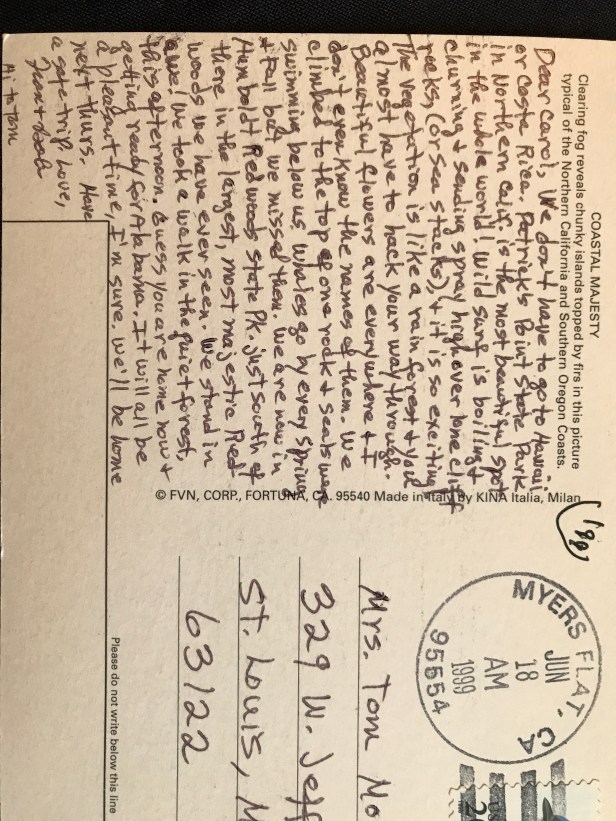 COASTAL MAJESTY
Clearing fog reveals chunky islands topped by firs in this picture
typical of the Northern California and Southern Oregon Coasts.
Dear Carol, We don't have to go to Hawaii
or Costa Rica. Patrick's Point State Park
in Northern Calif. is the most beautiful spot
in the whole world! Wild surf is boiling +
churning + sending spray high over lone cliff
rocks, (or sea stacks), + it is so exciting
The vegetation is like a rain forest + you
almost have to hack your way through.
Beautiful flowers are everywhere + I
don't even know the names of them. We
climbed to the top of one rock + seals were
swimming below us. Whales go by every spring
+ Fall but we missed them. We are now in
Humboldt Redwoods State Pk. just south of
there in the largest, most majestic Red-
woods we have ever seen. We stand in
awe! We took a walk in the quiet forest,
this afternoon. Guess you are home now +
getting ready for Alabama. It will all be
a pleasant time, I'm sure. We'll be home
next Thurs. Have
a safe trip. Love,
Hi to Tom
© FVN, CORP., FORTUNA, CA. 95540 Made in Italy by KINA Italia, Milan
('99)
MYERS FLAT, CA
JUN
18
AM
1999
95554
US
Mrs. Tom Mo
329 W. Jeff
St. Louis, M
63122
Please do not write below this line